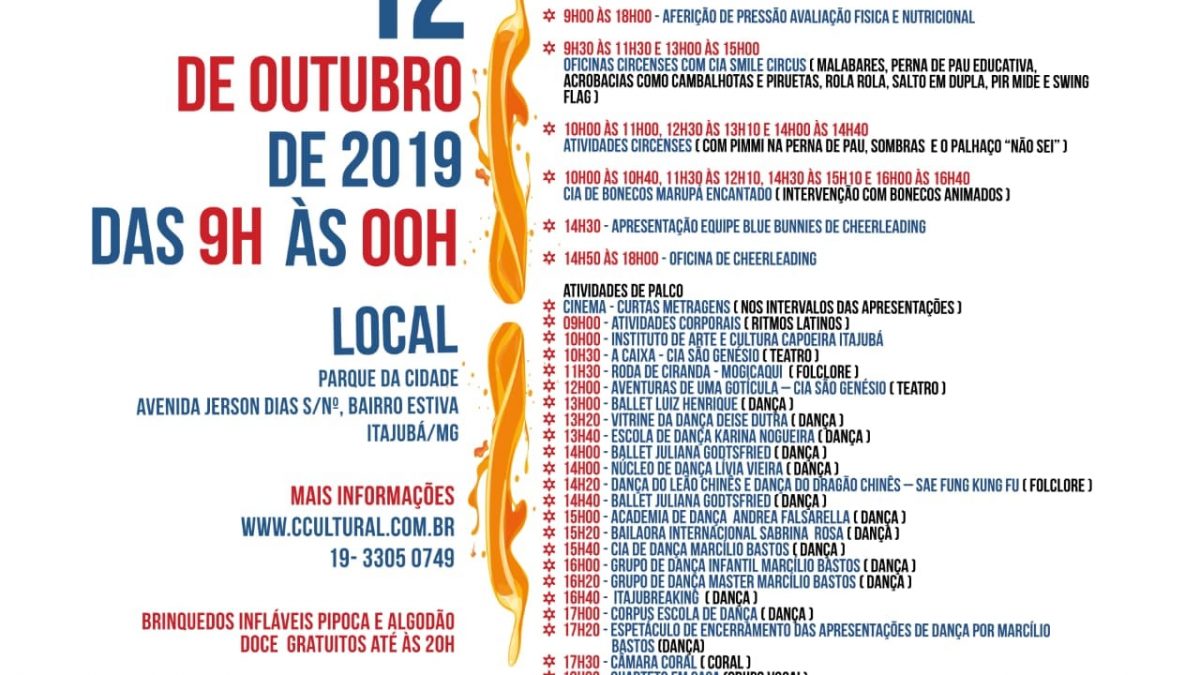 12
DE OUTUBRO
DE 2019
DAS 9H ÀS 00H
LOCAL
PARQUE DA CIDADE
AVENIDA JERSON DIAS S/Nº, BAIRRO ESTIVA
ITAJUBÁ/MG
MAIS INFORMAÇÕES
WWW.CCULTURAL.COM.BR
19- 3305 0749
BRINQUEDOS INFLÁVEIS PIPOCA E ALGODÃO
DOCE GRATUITOS ATÉ ÀS 20H
9H00 ÀS 18H00 - AFERIÇÃO DE PRESSÃO AVALIAÇÃO FISICA E NUTRICIONAL
9H30 ÀS 11H30 E 13H00 ÀS 15H00
OFICINAS CIRCENSES COM CIA SMILE CIRCUS ( MALABARES, PERNA DE PAU EDUCATIVA,
ACROBACIAS COMO CAMBALHOTAS E PIRUETAS, ROLA ROLA, SALTO EM DUPLA, PIR MIDE E SWING
FLAG )
10H00 ÀS 11H00, 12H30 ÀS 13H10 E 14H00 ÀS 14H40
ATIVIDADES CIRCENSES ( COM PIMMI NA PERNA DE PAU, SOMBRAS E O PALHAÇO “NÃO SEI” )
10H00 ÀS 10H40, 11H30 ÀS 12H10, 14H30 ÀS 15H10 E 16H00 ÀS 16H40
CIA DE BONECOS MARUPÁ ENCANTADO ( INTERVENÇÃO COM BONECOS ANIMADOS )
14H30 - APRESENTAÇÃO EQUIPE BLUE BUNNIES DE CHEERLEADING
14H50 ÀS 18H00 - OFICINA DE CHEERLEADING
ATIVIDADES DE PALCO
CINEMA - CURTAS METRAGENS ( NOS INTERVALOS DAS APRESENTAÇÕES )
09H00 - ATIVIDADES CORPORAIS ( RITMOS LATINOS )
10H00 - INSTITUTO DE ARTE E CULTURA CAPOEIRA ITAJUBÁ
10H30 - A CAIXA - CIA SÃO GENÉSIO ( TEATRO )
11H30 - RODA DE CIRANDA - MOGICAQUI ( FOLCLORE )
12H00 - AVENTURAS DE UMA GOTÍCULA – CIA SÃO GENÉSIO ( TEATRO )
13H00 - BALLET LUIZ HENRIQUE ( DANÇA )
13H20 - VITRINE DA DANÇA DEISE DUTRA ( DANÇA )
13H40 - ESCOLA DE DANÇA KARINA NOGUEIRA ( DANÇA )
14H00 - BALLET JULIANA GODTSFRIED ( DANÇA )
14H00 - NÚCLEO DE DANÇA LÍVIA VIEIRA ( DANÇA )
14H20 - DANÇA DO LEÃO CHINÊS E DANÇA DO DRAGÃO CHINÊS – SAE FUNG KUNG FU ( FOLCLORE )
14H40 - BALLET JULIANA GODTSFRIED ( DANÇA )
15H00 - ACADEMIA DE DANÇA ANDREA FALSARELLA ( DANÇA )
15H20 - BAILAORA INTERNACIONAL SABRINA ROSA ( DANÇA )
15H40 - CIA DE DANÇA MARCÍLIO BASTOS ( DANÇA )
16H00 - GRUPO DE DANÇA INFANTIL MARCÍLIO BASTOS ( DANÇA )
16H20 - GRUPO DE DANÇA MASTER MARCÍLIO BASTOS ( DANÇA )
16H40 - ITAJUBREAKING ( DANÇA )
17H00 - CORPUS ESCOLA DE DANÇA ( DANÇA )
17H20 - ESPETÁCULO DE ENCERRAMENTO DAS APRESENTAÇÕES DE DANÇA POR MARCÍLIO
BASTOS (DANÇA)
17H30 - CÂMARA CORAL ( CORAL )